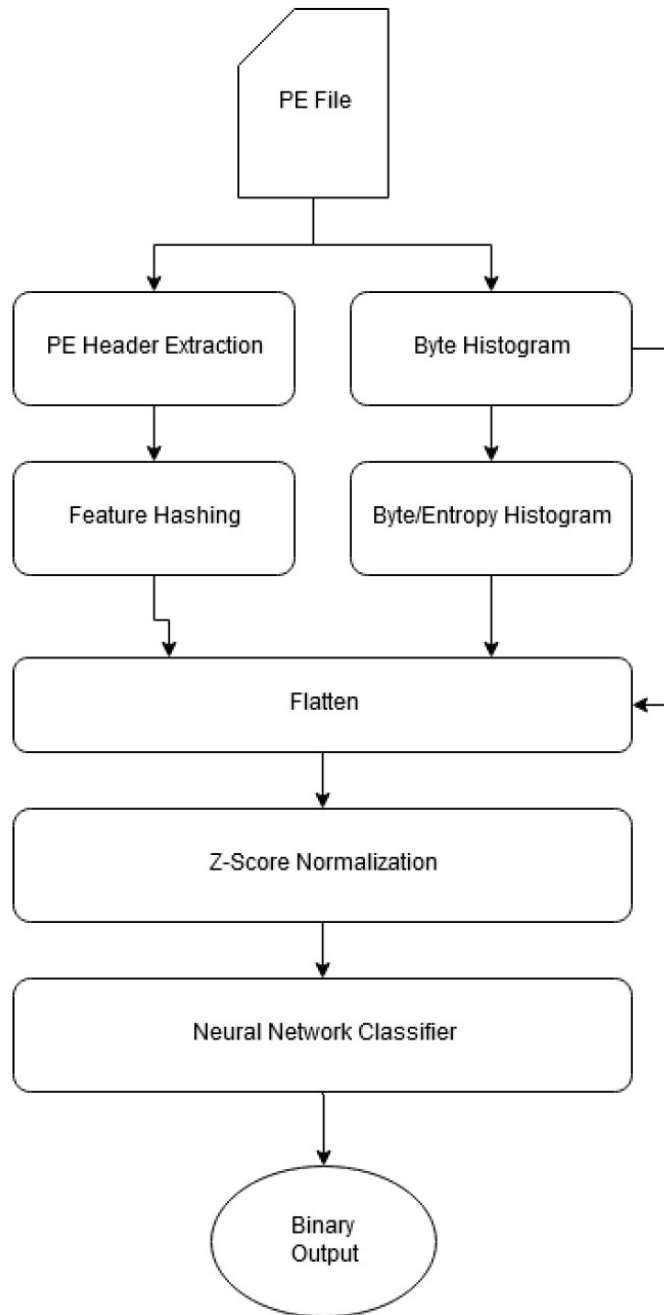 PE File
PE Header Extraction
Byte Histogram
Feature Hashing
Byte/Entropy Histogram
Flatten
Z-Score Normalization
Neural Network Classifier
Binary
Output